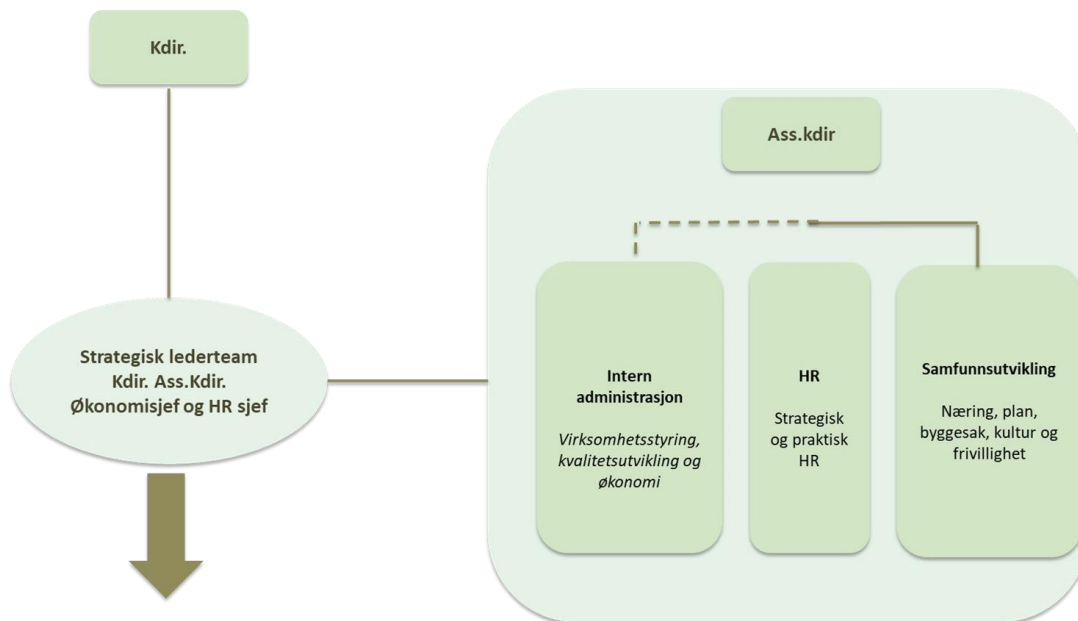 Kdir.
Ass.kdir
Strategisk lederteam
Kdir. Ass.Kdir.
Økonomisjef og HR sjef
Intern
administrasjon
Virksomhetsstyring,
kvalitetsutvikling og
økonomi
HR
Strategisk
og praktisk
HR
Samfunnsutvikling
Næring, plan,
byggesak, kultur og
frivillighet